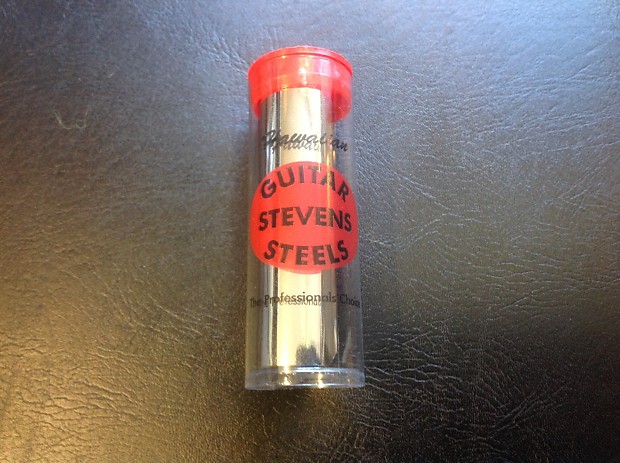 Hawaiian
GUITAR
STEVENS
STEELS
The Professionals Choice